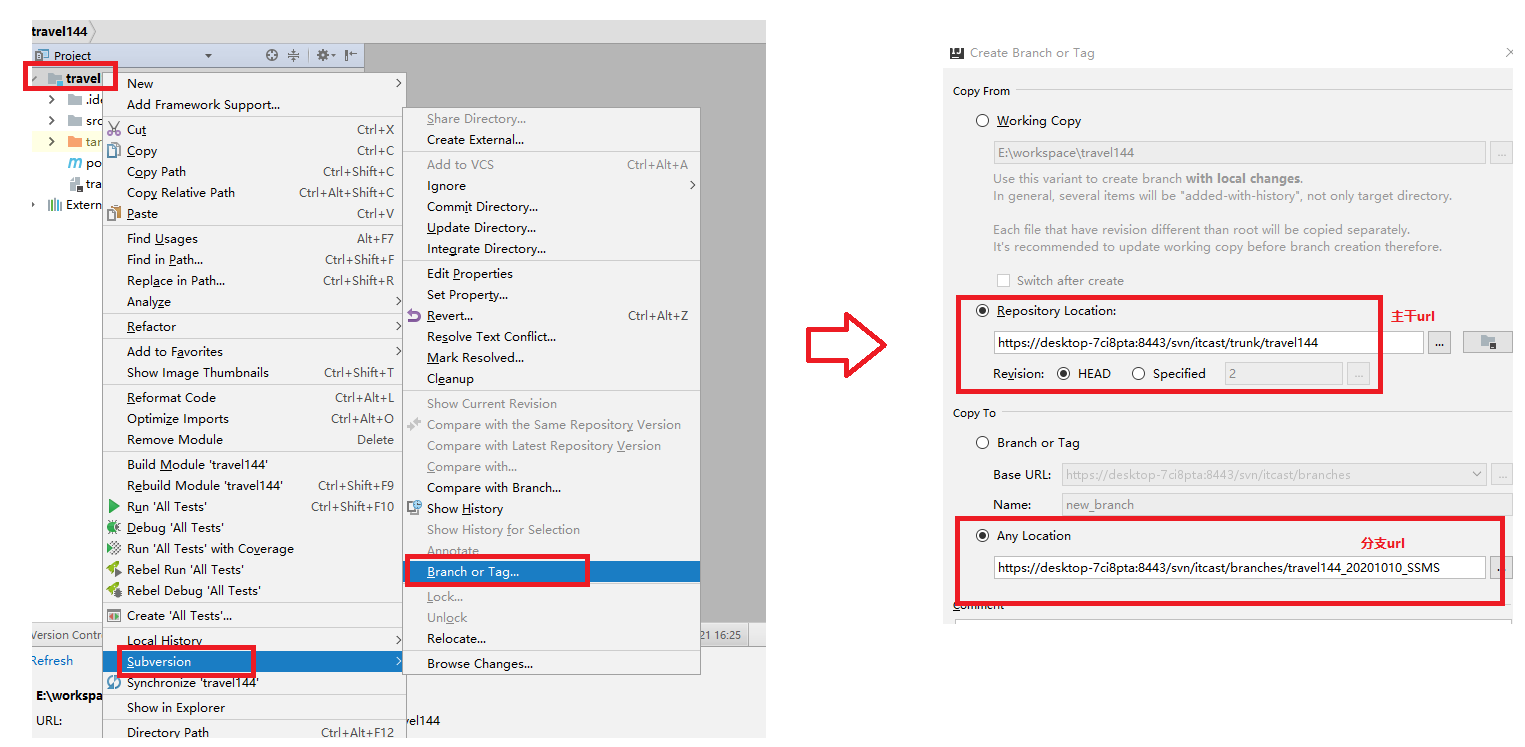 travel144
Project
travel
.ide
src
tar
po
tra
Extern
New
Add Framework Support...
Cut Ctrl+X
Copy Ctrl+C
Copy Path Ctrl+Shift+C
Copy Relative Path Ctrl+Alt+Shift+C
Paste Ctrl+V
Find Usages Alt+F7
Find in Path... Ctrl+Shift+F
Replace in Path... Ctrl+Shift+R
Analyze
Refactor
Add to Favorites
Show Image Thumbnails Ctrl+Shift+T
Reformat Code Ctrl+Alt+L
Optimize Imports Ctrl+Alt+O
Remove Module Delete
Build Module 'travel144'
Rebuild Module 'travel144' Ctrl+Shift+F9
Run 'All Tests' Ctrl+Shift+F10
Debug 'All Tests'
Run 'All Tests' with Coverage
Rebel Run 'All Tests'
Rebel Debug 'All Tests'
Create 'All Tests'...
Local History
Subversion
Synchronize 'travel144'
Show in Explorer
Directory Path Ctrl+Alt+F12
Share Directory...
Create External...
Add to VCS Ctrl+Alt+A
Ignore
Commit Directory...
Update Directory...
Integrate Directory...
Edit Properties
Set Property...
Revert... Ctrl+Alt+Z
Resolve Text Conflict...
Mark Resolved...
Cleanup
Show Current Revision
Compare with the Same Repository Version
Compare with Latest Repository Version
Compare with...
Compare with Branch...
Show History
Show History for Selection
Annotate
Branch or Tag...
Lock...
Unlock
Relocate...
Browse Changes...
Version Contr
21 16:25
Refresh
E:\workspa
URL:
vel144
Create Branch or Tag
Copy From
Working Copy
E:\workspace\travel144
...
Use this variant to create branch with local changes.
In general, several items will be "added-with-history", not only target directory.
Each file that have revision different than root will be copied separately.
It's recommended to update working copy before branch creation therefore.
Switch after create
Repository Location:
主干url
https://desktop-7ci8pta:8443/svn/itcast/trunk/travel144
...
Revision: HEAD Specified 2 ...
Copy To
Branch or Tag
Base URL: https://desktop-7ci8pta:8443/svn/itcast/branches ...
Name: new_branch
Any Location
分支url
https://desktop-7ci8pta:8443/svn/itcast/branches/travel144_20201010_SSMS
Comment